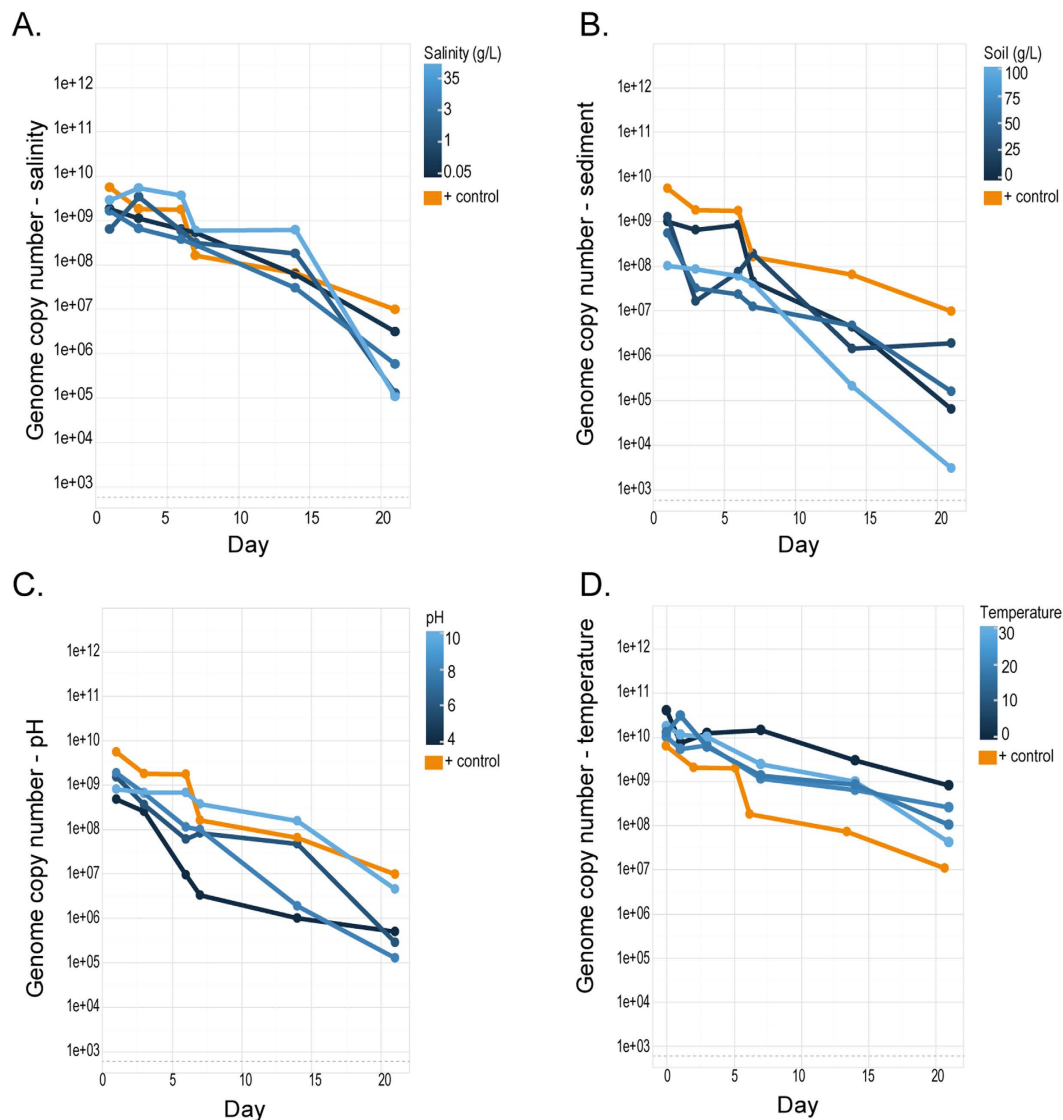 A.
Genome copy number - salinity
1e+12
1e+11
1e+10
1e+09
1e+08
1e+07
1e+06
1e+05
1e+04
1e+03
0 5 10 15 20
Day
Salinity (g/L)
35
3
1
0.05
+ control
B.
Genome copy number - sediment
1e+12
1e+11
1e+10
1e+09
1e+08
1e+07
1e+06
1e+05
1e+04
1e+03
0 5 10 15 20
Day
Soil (g/L)
100
75
50
25
0
+ control
C.
Genome copy number - pH
1e+12
1e+11
1e+10
1e+09
1e+08
1e+07
1e+06
1e+05
1e+04
1e+03
0 5 10 15 20
Day
pH
10
8
6
4
+ control
D.
Genome copy number - temperature
1e+12
1e+11
1e+10
1e+09
1e+08
1e+07
1e+06
1e+05
1e+04
1e+03
0 5 10 15 20
Day
Temperature
30
20
10
0
+ control